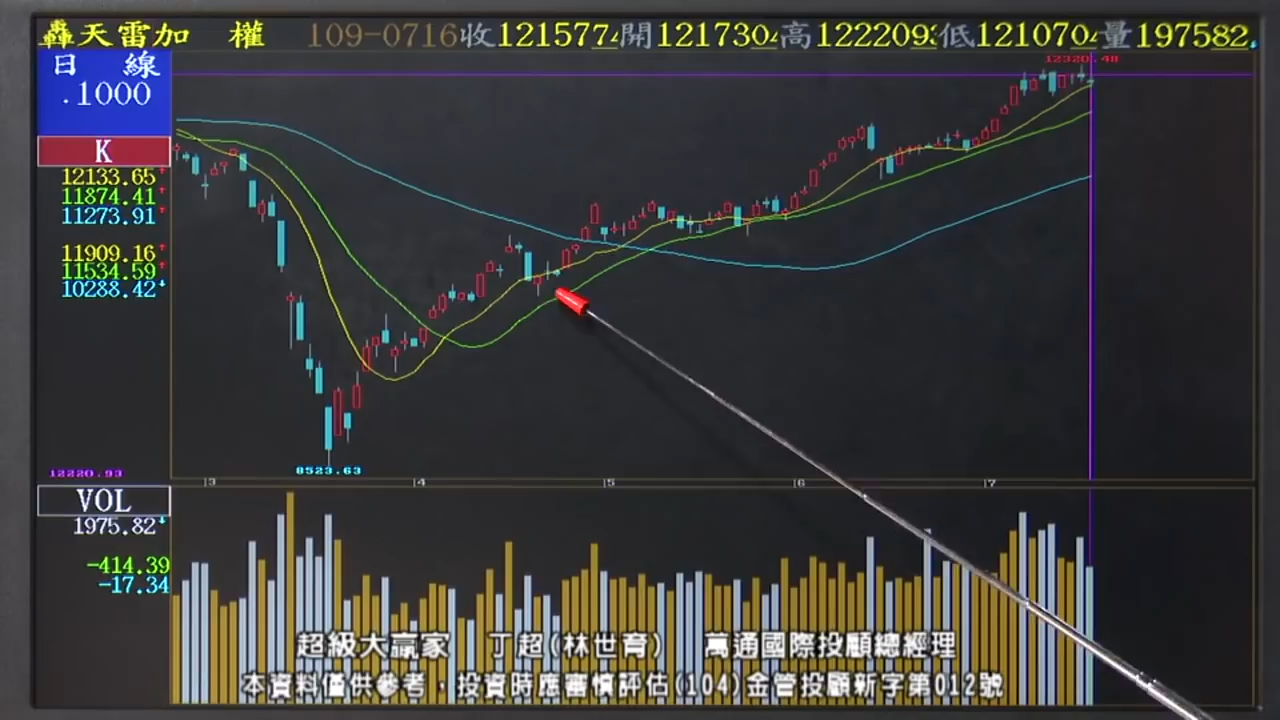 轟天雷加 權 109-0716收1215774開1217304高122209低1210704量197582
日 線
.1000
12320.48
K
12133.65
11874.41
11273.91
11909.16
11534.59
10288.42
12220.93
8523.63
3 4 5 6 7
VOL
1975.82
-414.39
-17.34
超級大贏家 丁超(林世育) 萬通國際投顧總經理
本資料僅供參考，投資時應審慎評估(104)金管投顧新字第012號